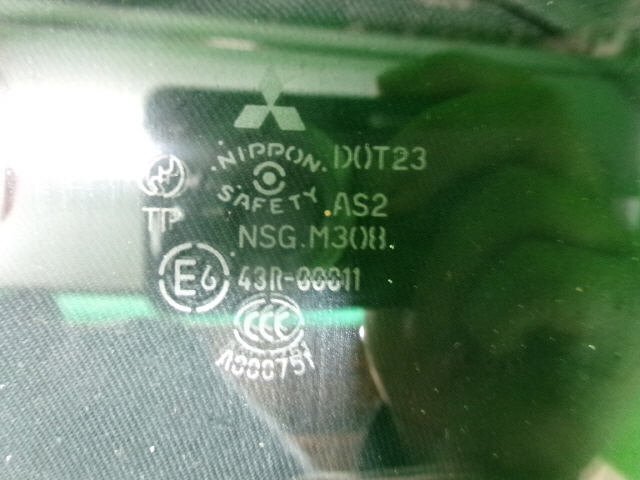 NIPPON
SAFETY
DOT23
AS2
TP
NSG.M308
E6
43R-00011
CCC
A000751